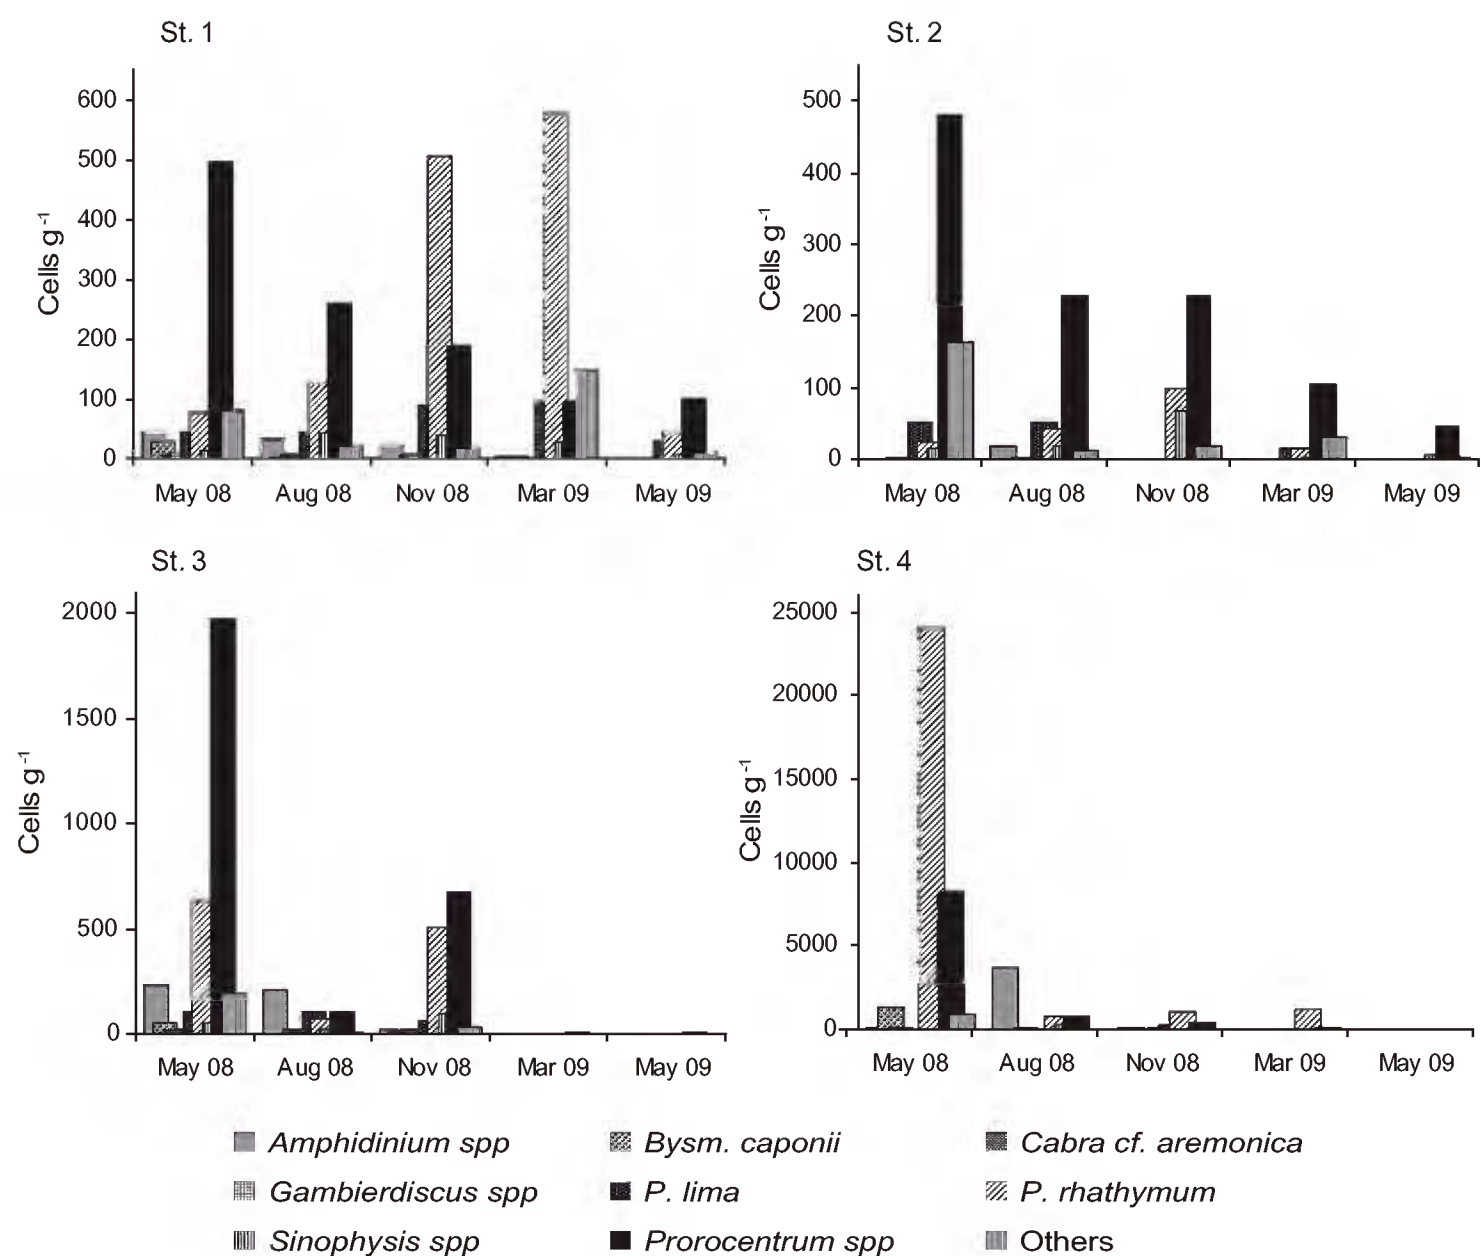 St. 1
600
500
400
300
200
100
0
Cells g⁻¹
May 08 Aug 08 Nov 08 Mar 09 May 09
St. 2
500
400
300
200
100
0
Cells g⁻¹
May 08 Aug 08 Nov 08 Mar 09 May 09
St. 3
2000
1500
1000
500
0
Cells g⁻¹
May 08 Aug 08 Nov 08 Mar 09 May 09
St. 4
25000
20000
15000
10000
5000
0
Cells g⁻¹
May 08 Aug 08 Nov 08 Mar 09 May 09
Amphidinium spp Bysm. caponii Cabra cf. aremonica
Gambierdiscus spp P. lima P. rhathymum
Sinophysis spp Prorocentrum spp Others